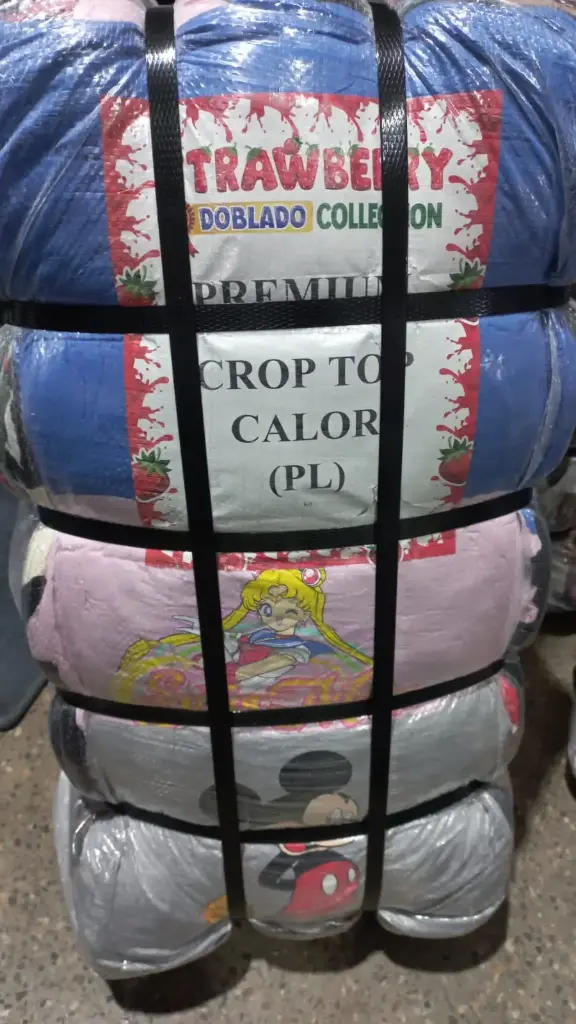 TRAWBERRY
DOBLADO COLLECTION
PREMIUM
CROP TOP
CALOR
(PL)